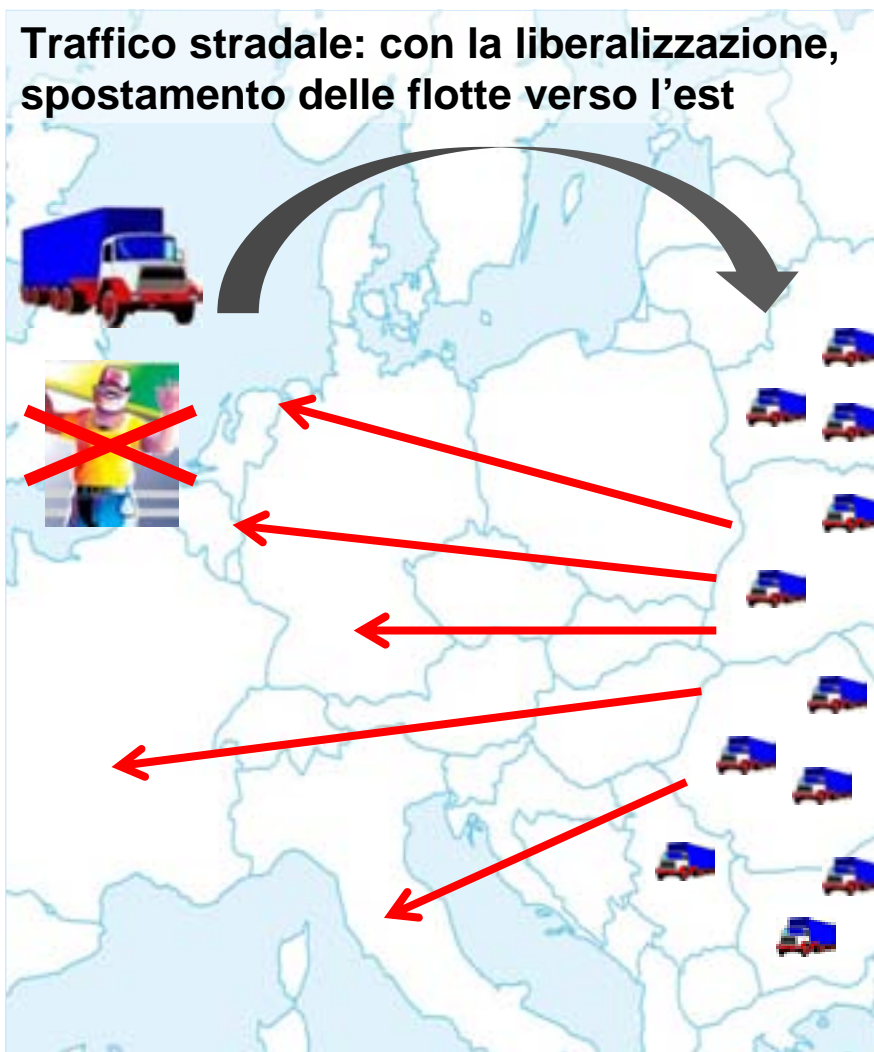 Traffico stradale: con la liberalizzazione,
spostamento delle flotte verso l’est